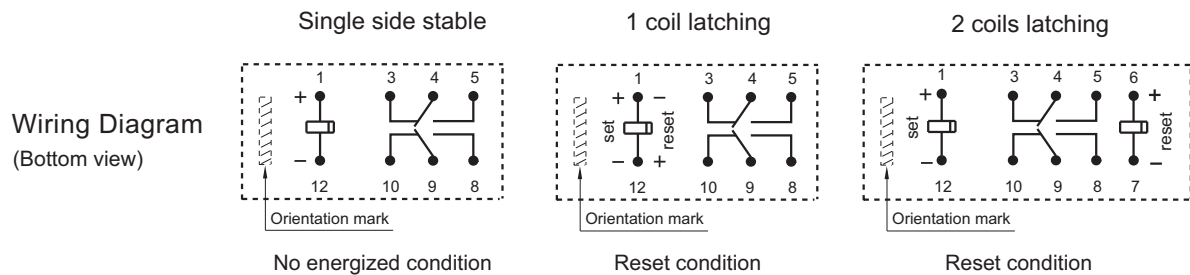 Single side stable
1 coil latching
2 coils latching
Wiring Diagram
(Bottom view)
1 3 4 5
+
−
12 10 9 8
Orientation mark
No energized condition
1 3 4 5
+ −
set reset
− +
12 10 9 8
Orientation mark
Reset condition
1 3 4 5 6
+ +
set reset
− −
12 10 9 8 7
Orientation mark
Reset condition